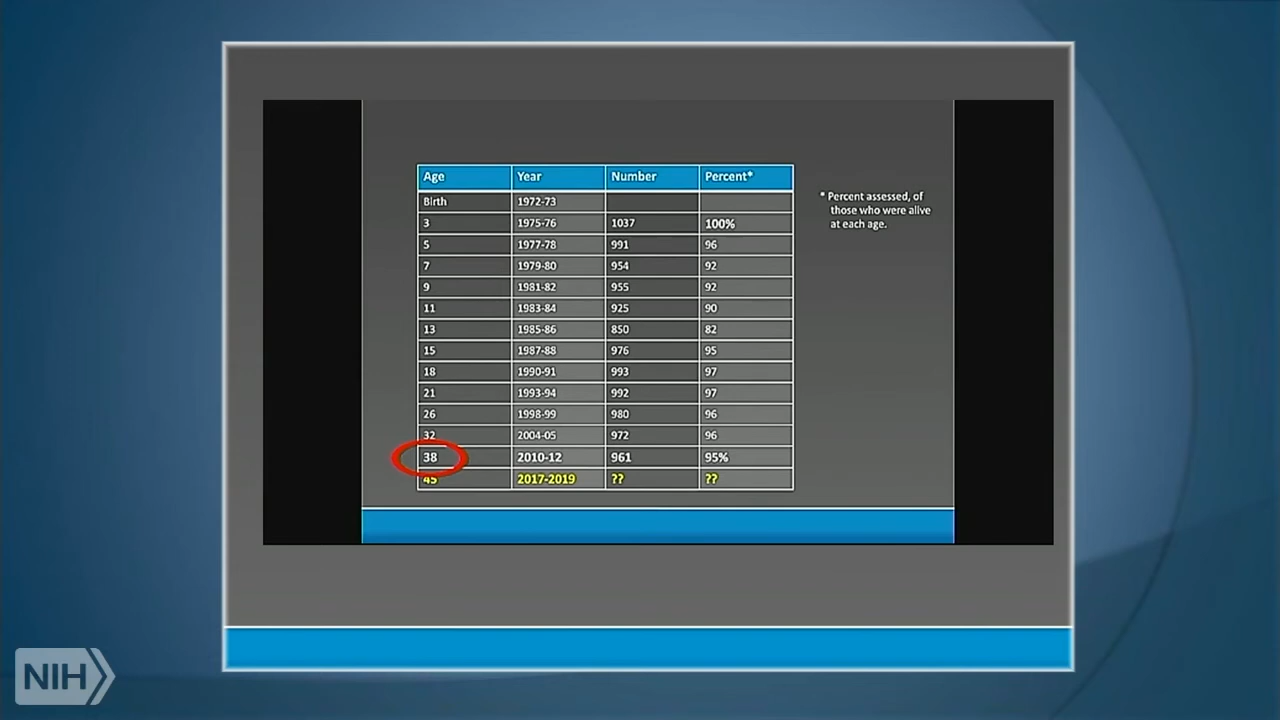 Age Year Number Percent*
Birth 1972-73
3 1975-76 1037 100%
5 1977-78 991 96
7 1979-80 954 92
9 1981-82 955 92
11 1983-84 925 90
13 1985-86 850 82
15 1987-88 976 95
18 1990-91 993 97
21 1993-94 992 97
26 1998-99 980 96
32 2004-05 972 96
38 2010-12 961 95%
45 2017-2019 ?? ??
* Percent assessed, of
those who were alive
at each age.
NIH